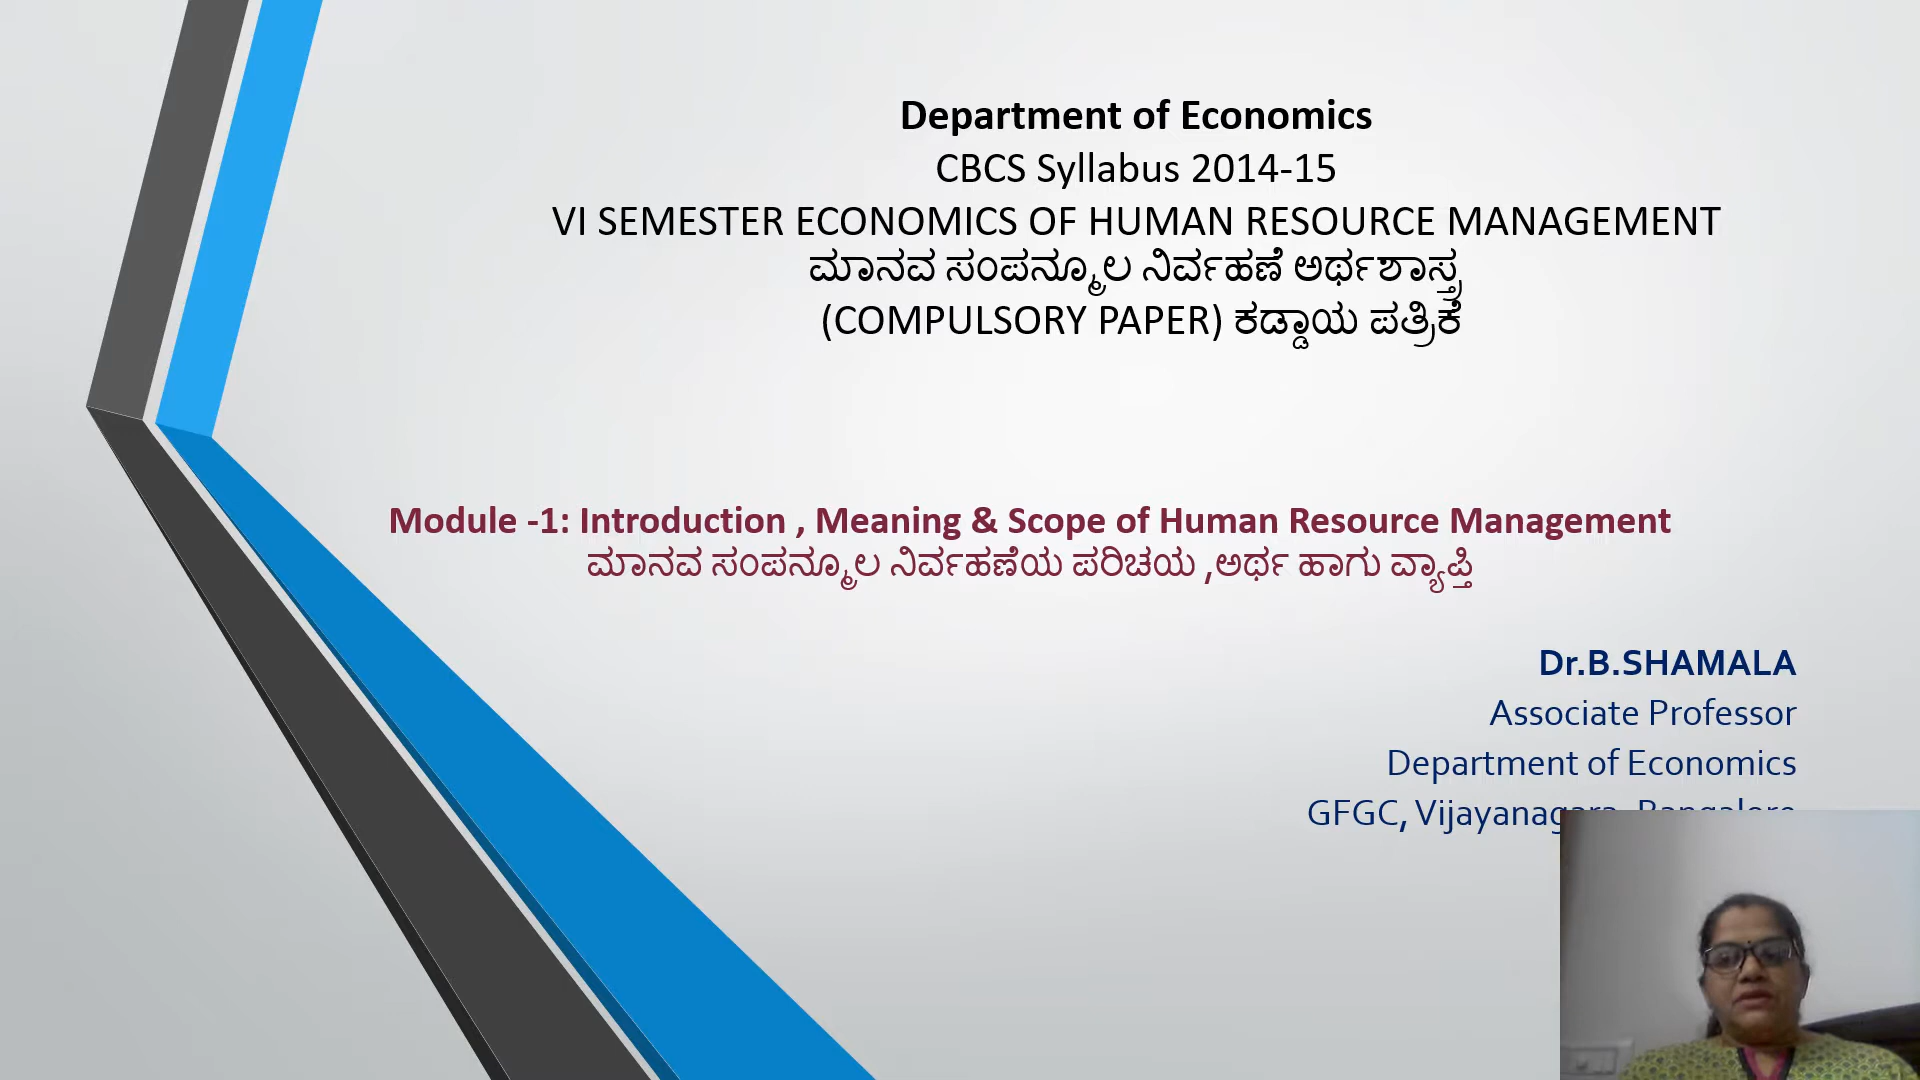 Department of Economics
CBCS Syllabus 2014-15
VI SEMESTER ECONOMICS OF HUMAN RESOURCE MANAGEMENT
ಮಾನವ ಸಂಪನ್ಮೂಲ ನಿರ್ವಹಣೆ ಅರ್ಥಶಾಸ್ತ್ರ
(COMPULSORY PAPER) ಕಡ್ಡಾಯ ಪತ್ರಿಕೆ
Module -1: Introduction , Meaning & Scope of Human Resource Management
ಮಾನವ ಸಂಪನ್ಮೂಲ ನಿರ್ವಹಣೆಯ ಪರಿಚಯ ,ಅರ್ಥ ಹಾಗು ವ್ಯಾಪ್ತಿ
Dr.B.SHAMALA
Associate Professor
Department of Economics
GFGC, Vijayanagara, Bangalore